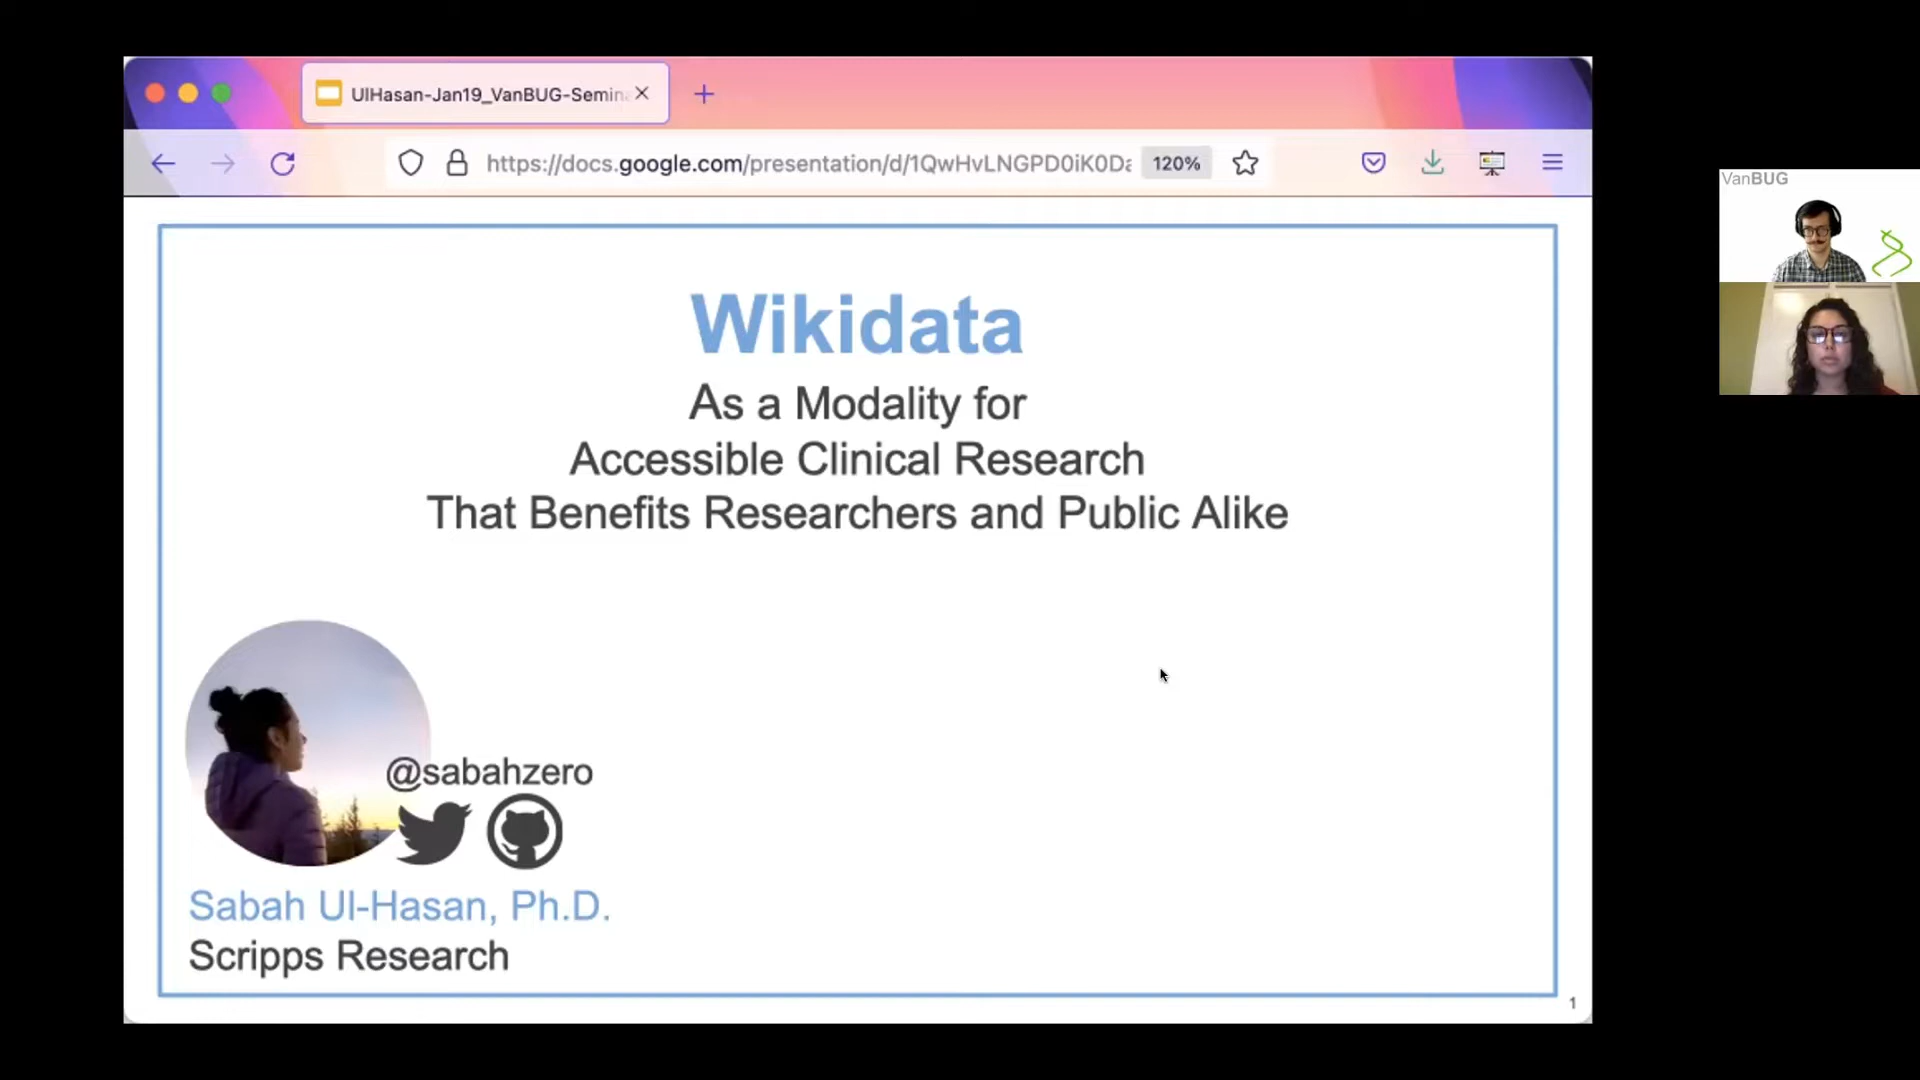 UlHasan-Jan19_VanBUG-Semin
https://docs.google.com/presentation/d/1QwHvLNGPD0iK0Da
120%
VanBUG
Wikidata
As a Modality for
Accessible Clinical Research
That Benefits Researchers and Public Alike
@sabahzero
Sabah Ul-Hasan, Ph.D.
Scripps Research
1